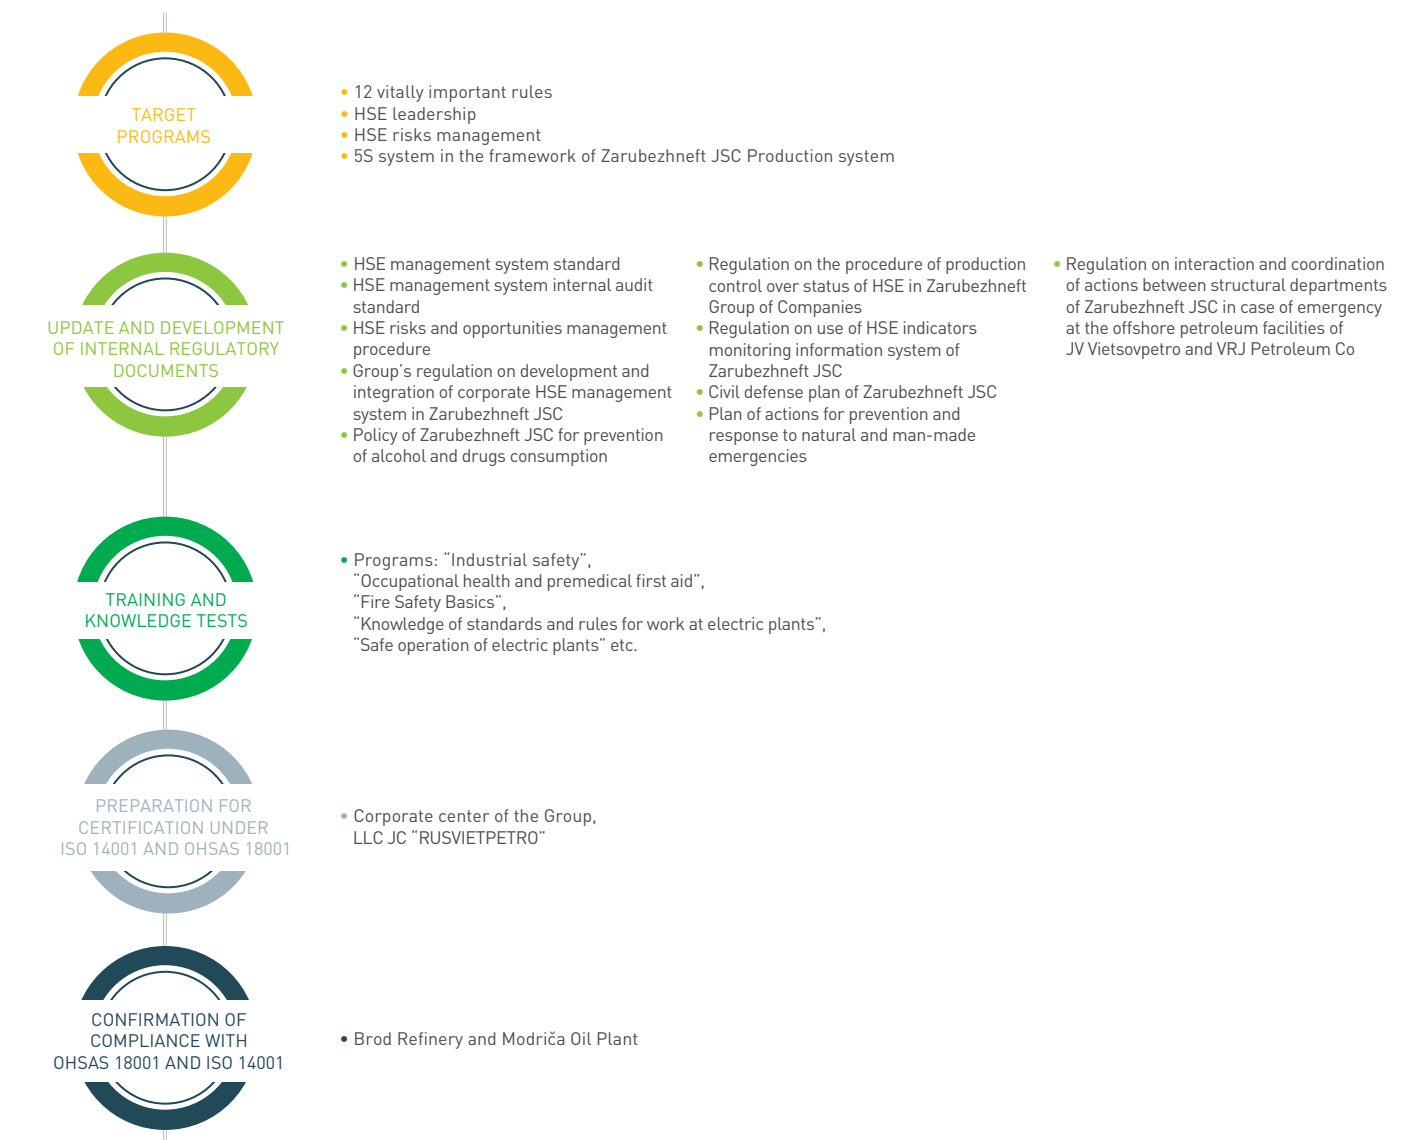 TARGET
PROGRAMS
• 12 vitally important rules
• HSE leadership
• HSE risks management
• 5S system in the framework of Zarubezhneft JSC Production system
UPDATE AND DEVELOPMENT
OF INTERNAL REGULATORY
DOCUMENTS
• HSE management system standard
• HSE management system internal audit
standard
• HSE risks and opportunities management
procedure
• Group's regulation on development and
integration of corporate HSE management
system in Zarubezhneft JSC
• Policy of Zarubezhneft JSC for prevention
of alcohol and drugs consumption
• Regulation on the procedure of production
control over status of HSE in Zarubezhneft
Group of Companies
• Regulation on use of HSE indicators
monitoring information system of
Zarubezhneft JSC
• Civil defense plan of Zarubezhneft JSC
• Plan of actions for prevention and
response to natural and man-made
emergencies
• Regulation on interaction and coordination
of actions between structural departments
of Zarubezhneft JSC in case of emergency
at the offshore petroleum facilities of
JV Vietsovpetro and VRJ Petroleum Co
TRAINING AND
KNOWLEDGE TESTS
• Programs: “Industrial safety”,
“Occupational health and premedical first aid”,
“Fire Safety Basics”,
“Knowledge of standards and rules for work at electric plants”,
“Safe operation of electric plants” etc.
PREPARATION FOR
CERTIFICATION UNDER
ISO 14001 AND OHSAS 18001
• Corporate center of the Group,
LLC JC “RUSVIETPETRO”
CONFIRMATION OF
COMPLIANCE WITH
OHSAS 18001 AND ISO 14001
• Brod Refinery and Modriča Oil Plant